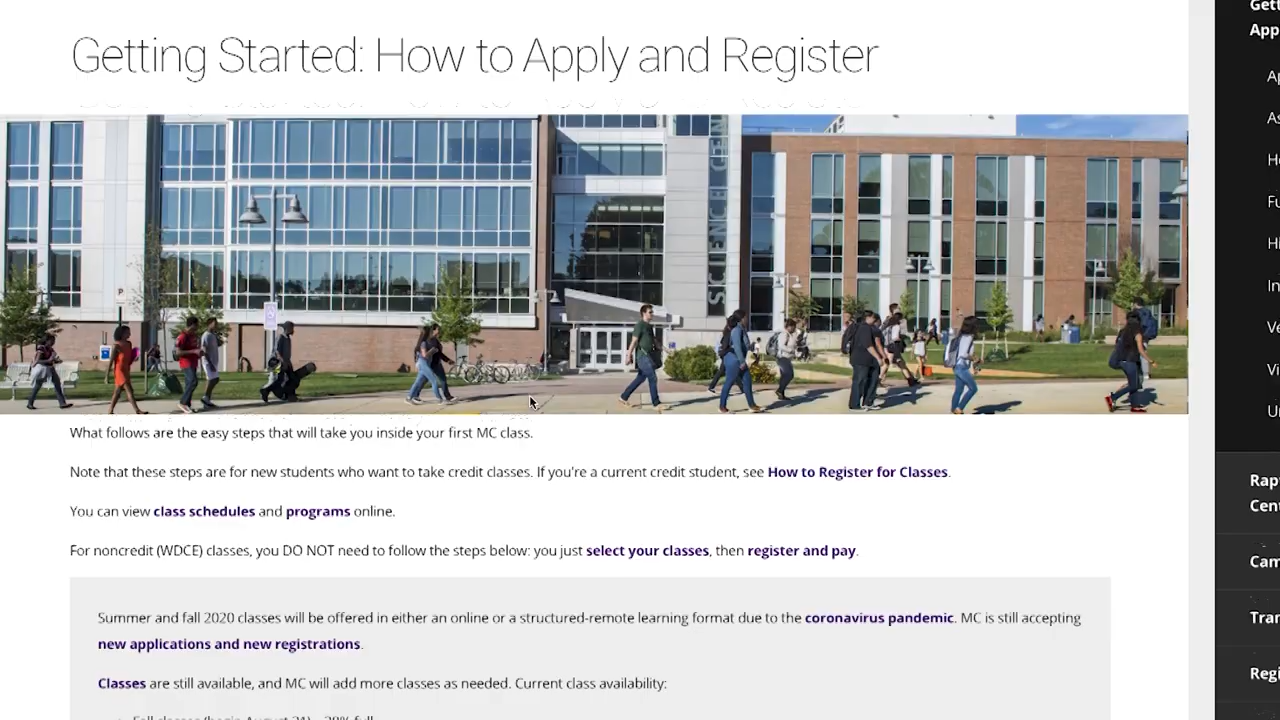 Getting Started: How to Apply and Register
What follows are the easy steps that will take you inside your first MC class.
Note that these steps are for new students who want to take credit classes. If you're a current credit student, see How to Register for Classes.
You can view class schedules and programs online.
For noncredit (WDCE) classes, you DO NOT need to follow the steps below: you just select your classes, then register and pay.
Summer and fall 2020 classes will be offered in either an online or a structured-remote learning format due to the coronavirus pandemic. MC is still accepting
new applications and new registrations.
Classes are still available, and MC will add more classes as needed. Current class availability: